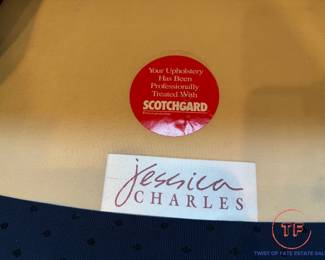 Your Upholstery
Has Been
Professionally
Treated With
SCOTCHGARD
jessica
CHARLES
TF
TWIST OF FATE ESTATE SAL